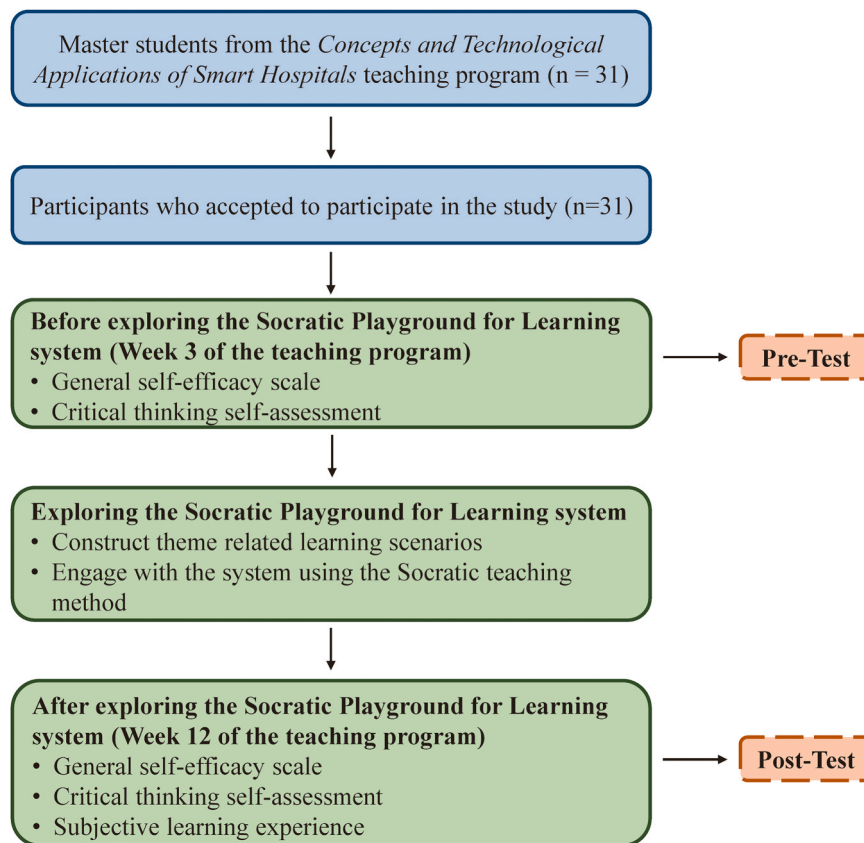 Master students from the Concepts and Technological
Applications of Smart Hospitals teaching program (n = 31)
Participants who accepted to participate in the study (n=31)
Before exploring the Socratic Playground for Learning
system (Week 3 of the teaching program)
• General self-efficacy scale
• Critical thinking self-assessment
Pre-Test
Exploring the Socratic Playground for Learning system
• Construct theme related learning scenarios
• Engage with the system using the Socratic teaching
method
After exploring the Socratic Playground for Learning
system (Week 12 of the teaching program)
• General self-efficacy scale
• Critical thinking self-assessment
• Subjective learning experience
Post-Test